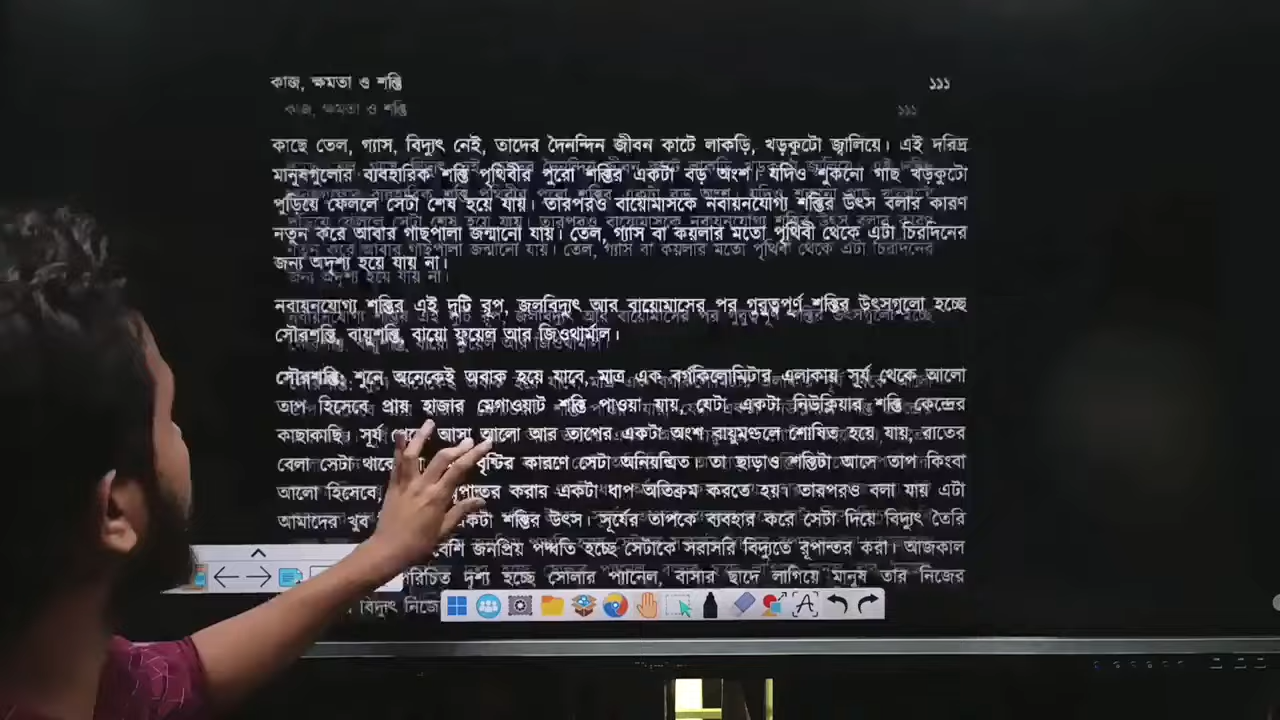 কাজ, ক্ষমতা ও শক্তি ১১১
কাছে তেল, গ্যাস, বিদ্যুৎ নেই, তাদের দৈনন্দিন জীবন কাটে লাকড়ি, খড়কুটো জ্বালিয়ে। এই দরিদ্র
মানুষগুলোর ব্যবহারিক শক্তি পৃথিবীর পুরো শক্তির একটা বড় অংশ। যদিও শুকনো গাছ খড়কুটো
পুড়িয়ে ফেললে সেটা শেষ হয়ে যায়। তারপরও বায়োমাসকে নবায়নযোগ্য শক্তির উৎস বলার কারণ
নতুন করে আবার গাছপালা জন্মানো যায়। তেল, গ্যাস বা কয়লার মতো পৃথিবী থেকে এটা চিরদিনের
জন্য অদৃশ্য হয়ে যায় না।
নবায়নযোগ্য শক্তির এই দুটি রূপ, জলবিদ্যুৎ আর বায়োমাসের পর গুরুত্বপূর্ণ শক্তির উৎসগুলো হচ্ছে
সৌরশক্তি, বায়ুশক্তি, বায়ো ফুয়েল আর জিওথার্মাল।
সৌরশক্তি: শুনে অনেকেই অবাক হয়ে যাবে, মাত্র এক বর্গকিলোমিটার এলাকায় সূর্য থেকে আলো
তাপ হিসেবে প্রায় হাজার মেগাওয়াট শক্তি পাওয়া যায়, যেটা একটা নিউক্লিয়ার শক্তি কেন্দ্রের
কাছাকাছি। সূর্য আসা আলো আর তাপের একটা অংশ বায়ুমণ্ডলে শোষিত হয়ে যায়, রাতের
বেলা সেটা বৃষ্টির কারণে সেটা অনিয়ন্ত্রিত। তা ছাড়াও শক্তিটা আসে তাপ কিংবা
আলো হিসেবে, করার একটা ধাপ অতিক্রম করতে হয়। তারপরও বলা যায় এটা
আমাদের খুব একটা শক্তির উৎস। সূর্যের তাপকে ব্যবহার করে সেটা দিয়ে বিদ্যুৎ তৈরি
বেশি জনপ্রিয় পদ্ধতি হচ্ছে সেটাকে সরাসরি বিদ্যুতে রূপান্তর করা। আজকাল
দৃশ্য হচ্ছে সোলার প্যানেল, বাসার ছাদে লাগিয়ে মানুষ তার নিজের
বিদ্যুৎ নিজে